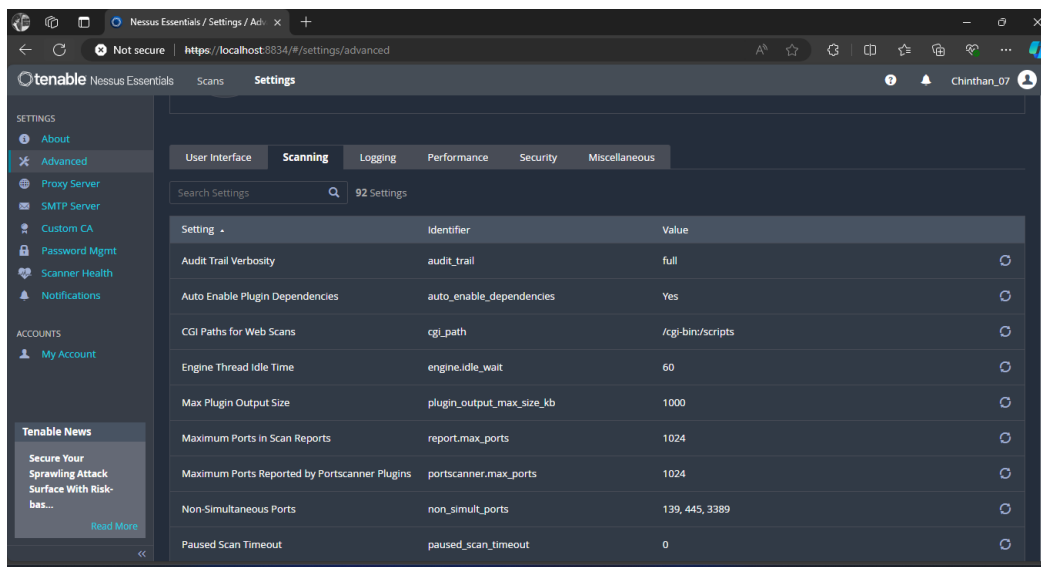 Nessus Essentials / Settings / Adv
Not secure https://localhost:8834/#/settings/advanced
tenable Nessus Essentials Scans Settings Chinthan_07
SETTINGS
About
Advanced
Proxy Server
SMTP Server
Custom CA
Password Mgmt
Scanner Health
Notifications
ACCOUNTS
My Account
Tenable News
Secure Your
Sprawling Attack
Surface With Risk-
bas...
Read More
User Interface Scanning Logging Performance Security Miscellaneous
Search Settings 92 Settings
Setting Identifier Value
Audit Trail Verbosity audit_trail full
Auto Enable Plugin Dependencies auto_enable_dependencies Yes
CGI Paths for Web Scans cgi_path /cgi-bin:/scripts
Engine Thread Idle Time engine.idle_wait 60
Max Plugin Output Size plugin_output_max_size_kb 1000
Maximum Ports in Scan Reports report.max_ports 1024
Maximum Ports Reported by Portscanner Plugins portscanner.max_ports 1024
Non-Simultaneous Ports non_simult_ports 139, 445, 3389
Paused Scan Timeout paused_scan_timeout 0